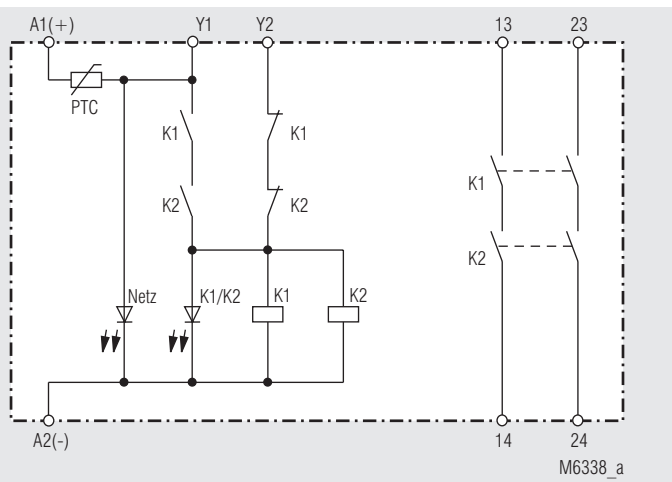 A1(+) Y1 Y2 13 23
PTC
K1 K1
K1
K2 K2
K2
Netz K1/K2 K1 K2
A2(-) 14 24
M6338_a